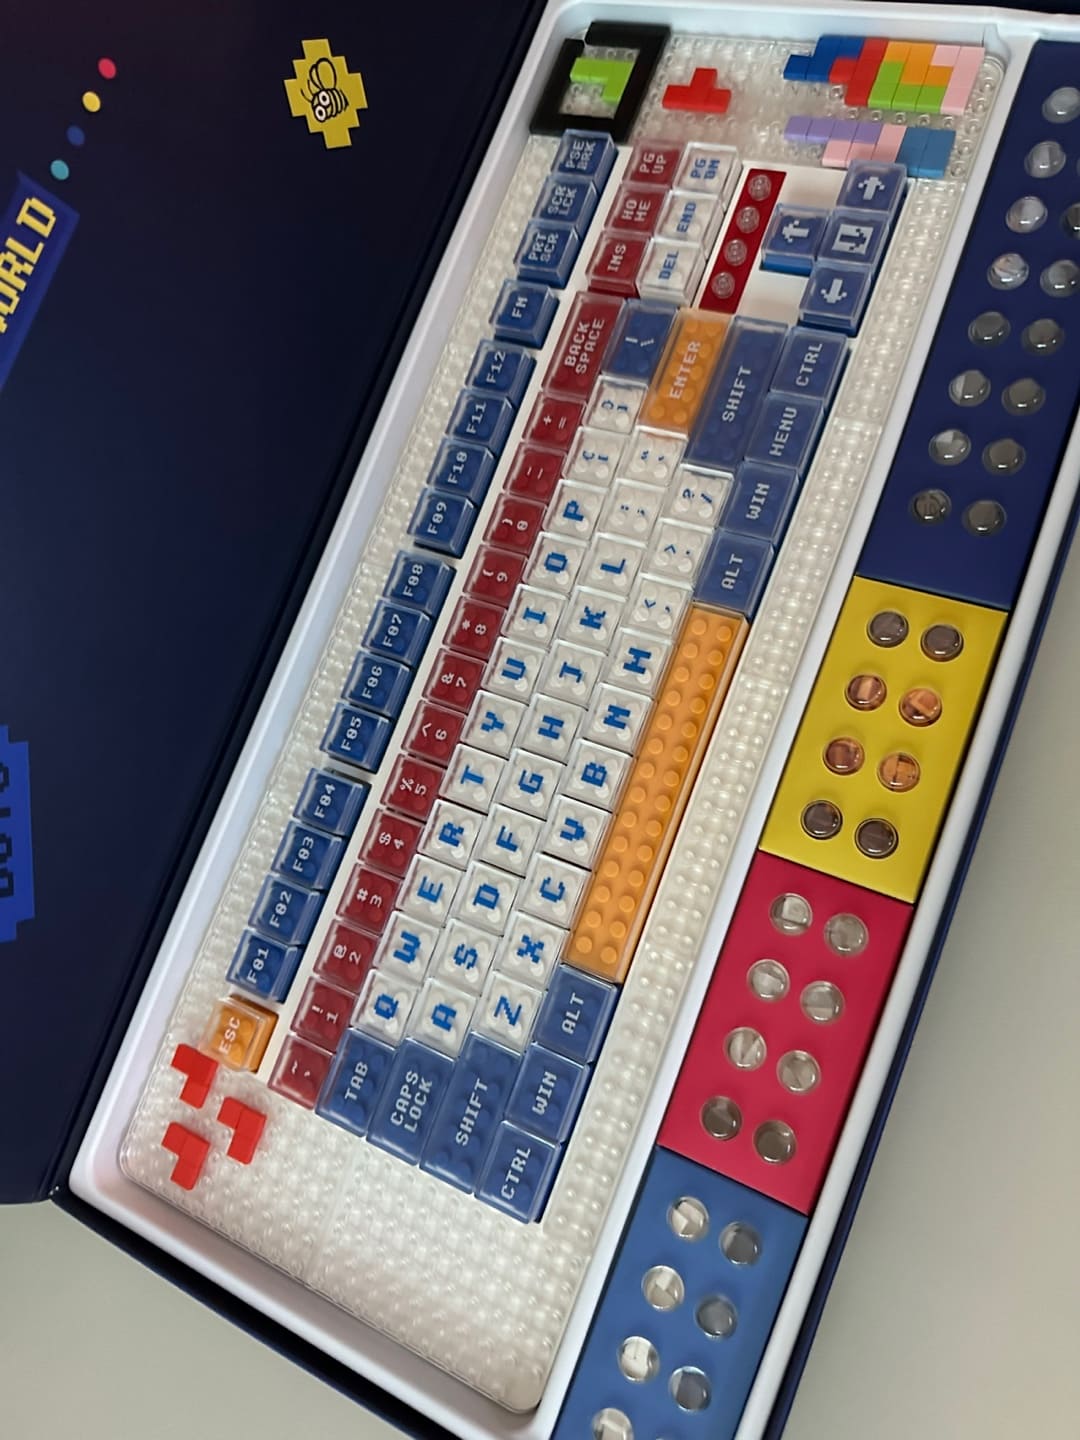 WORLD
ESC
F01 F02 F03 F04 F05 F06 F07 F08 F09 F10 F11 F12 FN PRT SCR SCR LCK PSE BRK
~ ` ! 1 @ 2 # 3 $ 4 % 5 ^ 6 & 7 * 8 ( 9 ) 0 _ - + = BACK SPACE INS HO ME PG UP
TAB Q W E R T Y U I O P { [ } ] | \ DEL END PG DN
CAPS LOCK A S D F G H J K L : ; " ' ENTER
SHIFT Z X C V B N M < , > . ? / SHIFT ↑
CTRL WIN ALT ALT WIN MENU CTRL ← ↓ →